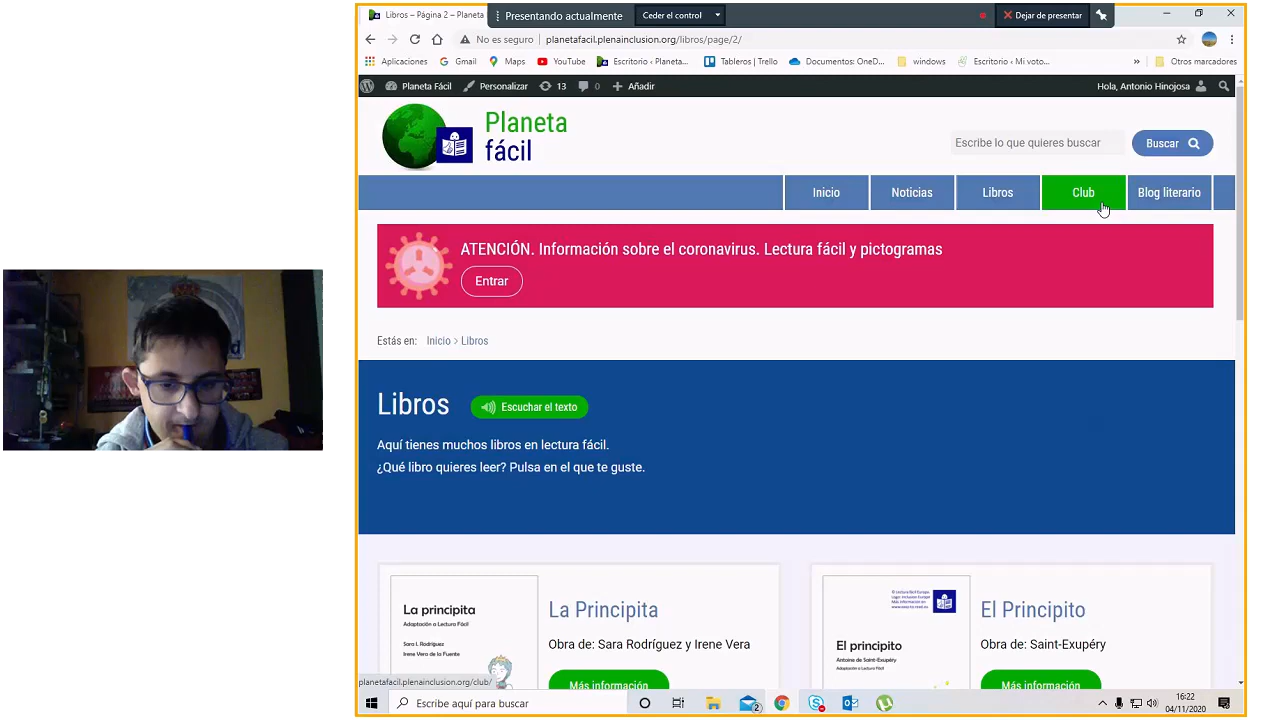 Libros – Página 2 – Planeta
Presentando actualmente
Ceder el control
Dejar de presentar
No es seguro
planetafacil.plenainclusion.org/libros/page/2/
Aplicaciones
Gmail
Maps
YouTube
Escritorio ‹ Planeta...
Tableros | Trello
Documentos: OneD...
windows
Escritorio ‹ Mi voto...
»
Otros marcadores
Planeta Fácil
Personalizar
13
0
Añadir
Hola, Antonio Hinojosa
Planeta
fácil
Escribe lo que quieres buscar
Buscar
Inicio
Noticias
Libros
Club
Blog literario
ATENCIÓN. Información sobre el coronavirus. Lectura fácil y pictogramas
Entrar
Estás en: Inicio > Libros
Libros
Escuchar el texto
Aquí tienes muchos libros en lectura fácil.
¿Qué libro quieres leer? Pulsa en el que te guste.
La principita
Adaptación a Lectura Fácil
Sara I. Rodríguez
Irene Vera de la Fuente
La Principita
Obra de: Sara Rodríguez y Irene Vera
Más información
El principito
Antoine de Saint-Exupéry
Adaptación a Lectura Fácil
El Principito
Obra de: Saint-Exupéry
Más información
planetafacil.plenainclusion.org/club/
Escribe aquí para buscar
2
16:22
04/11/2020